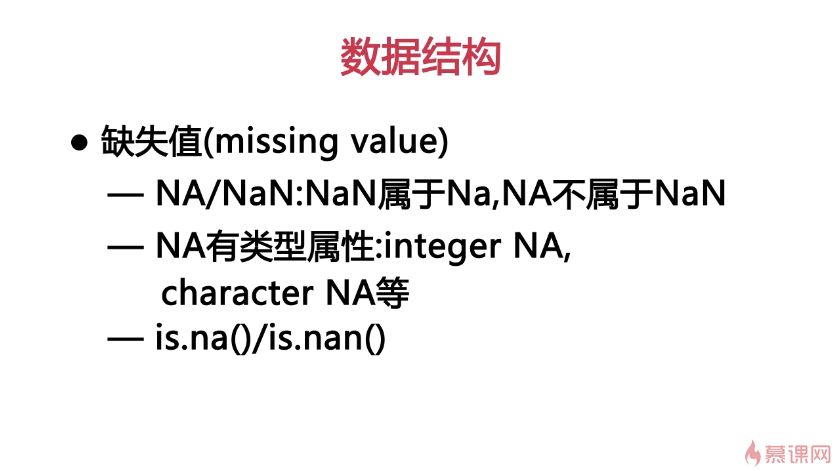 数据结构
● 缺失值(missing value)
— NA/NaN:NaN属于Na,NA不属于NaN
— NA有类型属性:integer NA,
character NA等
— is.na()/is.nan()
慕课网